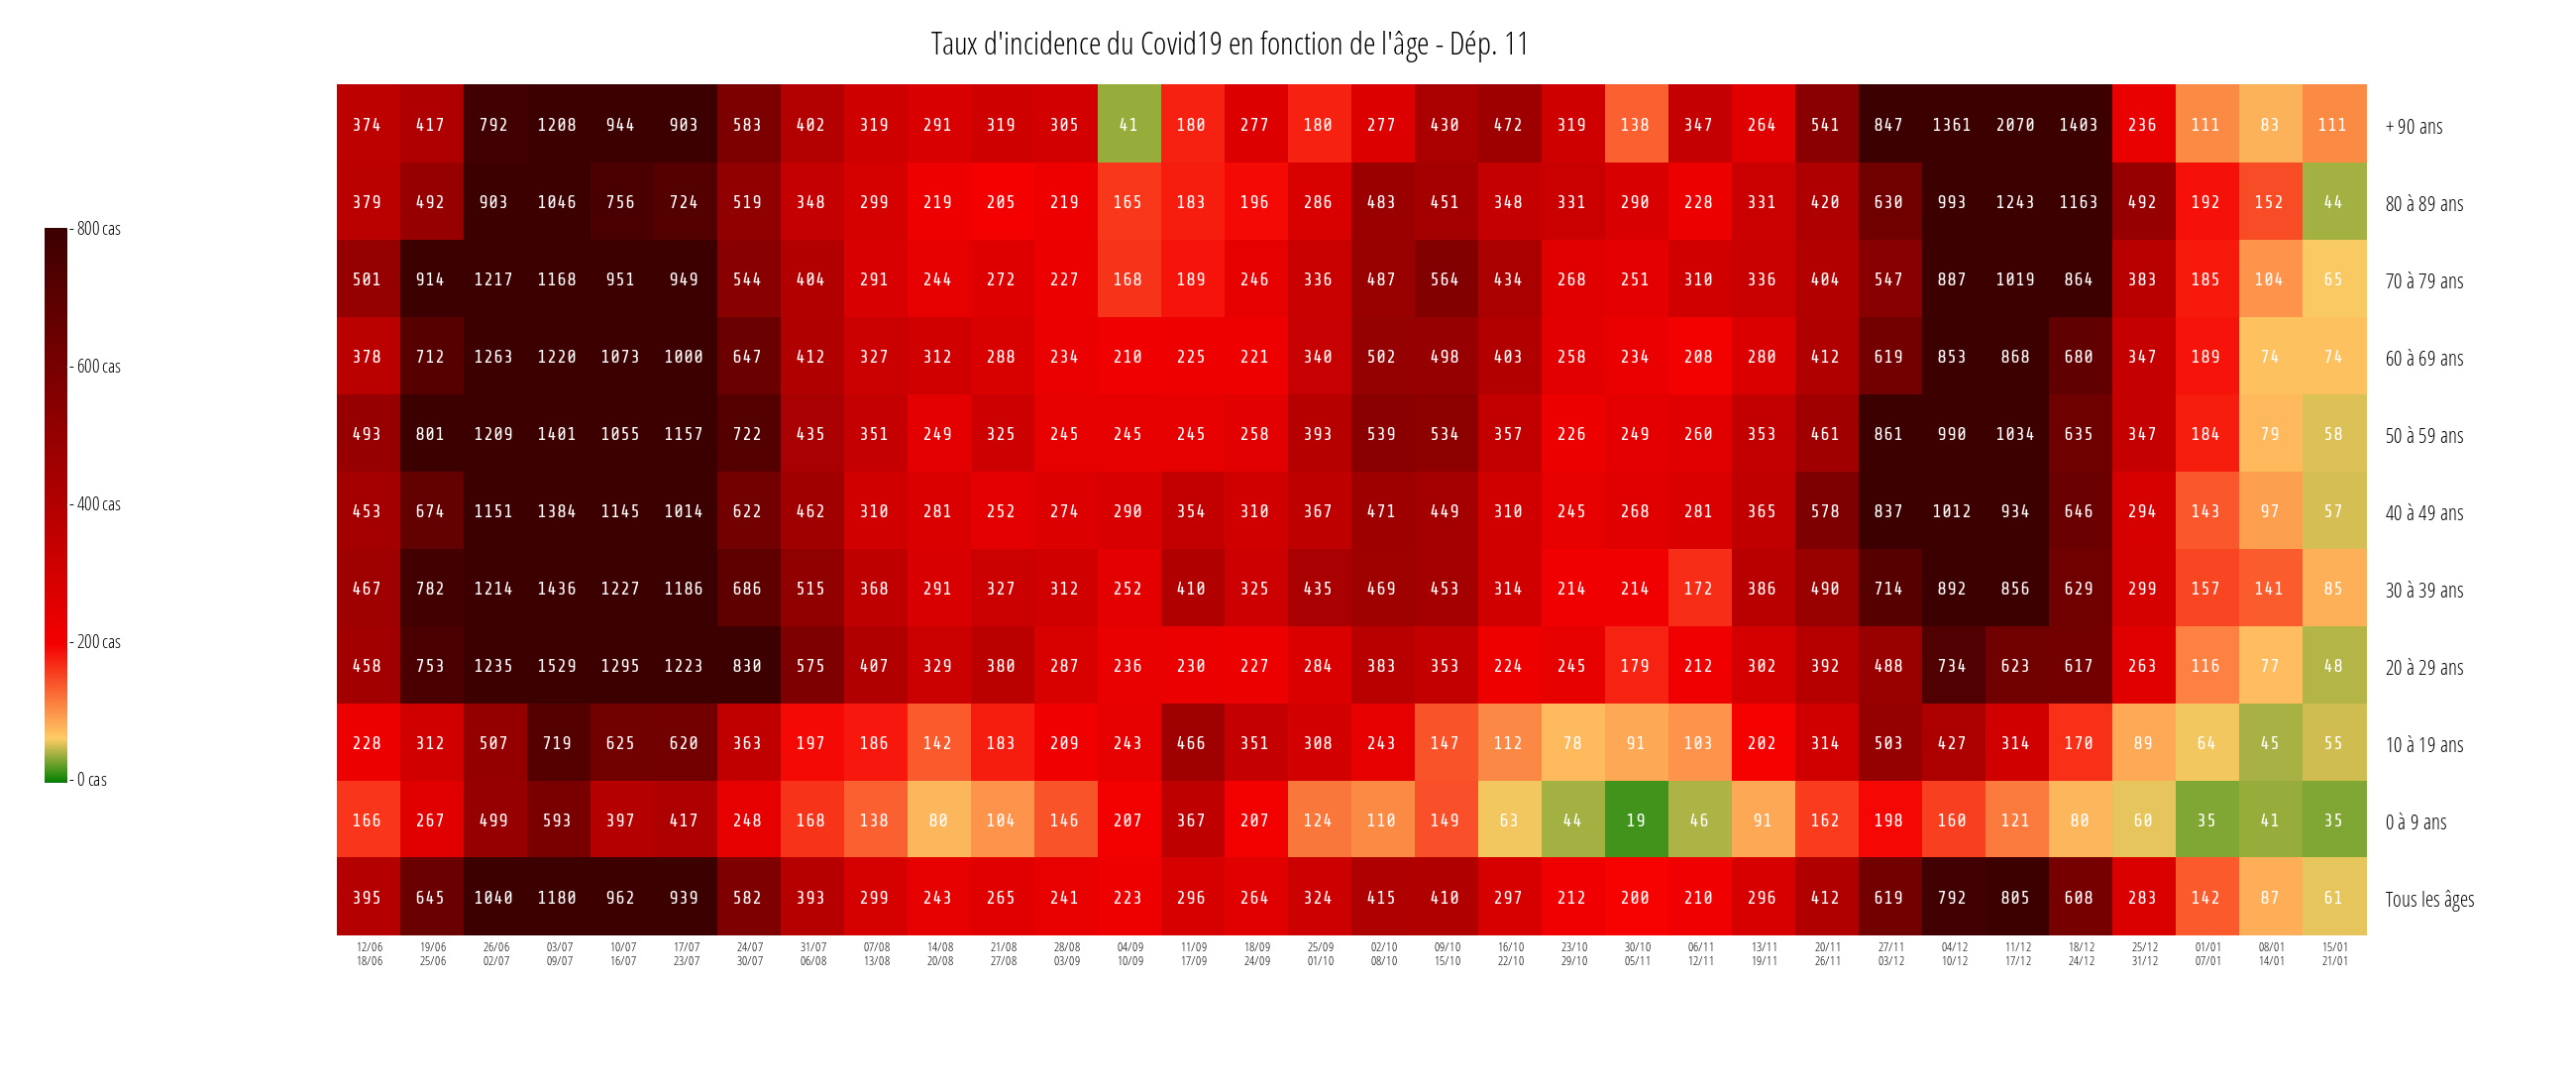 Taux d'incidence du Covid19 en fonction de l'âge - Dép. 11
- 800 cas
- 600 cas
- 400 cas
- 200 cas
- 0 cas
374 417 792 1208 944 903 583 402 319 291 319 305 41 180 277 180 277 430 472 319 138 347 264 541 847 1361 2070 1403 236 111 83 111 + 90 ans
379 492 903 1046 756 724 519 348 299 219 205 219 165 183 196 286 483 451 348 331 290 228 331 420 630 993 1243 1163 492 192 152 44 80 à 89 ans
501 914 1217 1168 951 949 544 404 291 244 272 227 168 189 246 336 487 564 434 268 251 310 336 404 547 887 1019 864 383 185 104 65 70 à 79 ans
378 712 1263 1220 1073 1000 647 412 327 312 288 234 210 225 221 340 502 498 403 258 234 208 280 412 619 853 868 680 347 189 74 74 60 à 69 ans
493 801 1209 1401 1055 1157 722 435 351 249 325 245 245 245 258 393 539 534 357 226 249 260 353 461 861 990 1034 635 347 184 79 58 50 à 59 ans
453 674 1151 1384 1145 1014 622 462 310 281 252 274 290 354 310 367 471 449 310 245 268 281 365 578 837 1012 934 646 294 143 97 57 40 à 49 ans
467 782 1214 1436 1227 1186 686 515 368 291 327 312 252 410 325 435 469 453 314 214 214 172 386 490 714 892 856 629 299 157 141 85 30 à 39 ans
458 753 1235 1529 1295 1223 830 575 407 329 380 287 236 230 227 284 383 353 224 245 179 212 302 392 488 734 623 617 263 116 77 48 20 à 29 ans
228 312 507 719 625 620 363 197 186 142 183 209 243 466 351 308 243 147 112 78 91 103 202 314 503 427 314 170 89 64 45 55 10 à 19 ans
166 267 499 593 397 417 248 168 138 80 104 146 207 367 207 124 110 149 63 44 19 46 91 162 198 160 121 80 60 35 41 35 0 à 9 ans
395 645 1040 1180 962 939 582 393 299 243 265 241 223 296 264 324 415 410 297 212 200 210 296 412 619 792 805 608 283 142 87 61 Tous les âges
12/06 19/06 26/06 03/07 10/07 17/07 24/07 31/07 07/08 14/08 21/08 28/08 04/09 11/09 18/09 25/09 02/10 09/10 16/10 23/10 30/10 06/11 13/11 20/11 27/11 04/12 11/12 18/12 25/12 01/01 08/01 15/01
18/06 25/06 02/07 09/07 16/07 23/07 30/07 06/08 13/08 20/08 27/08 03/09 10/09 17/09 24/09 01/10 08/10 15/10 22/10 29/10 05/11 12/11 19/11 26/11 03/12 10/12 17/12 24/12 31/12 07/01 14/01 21/01